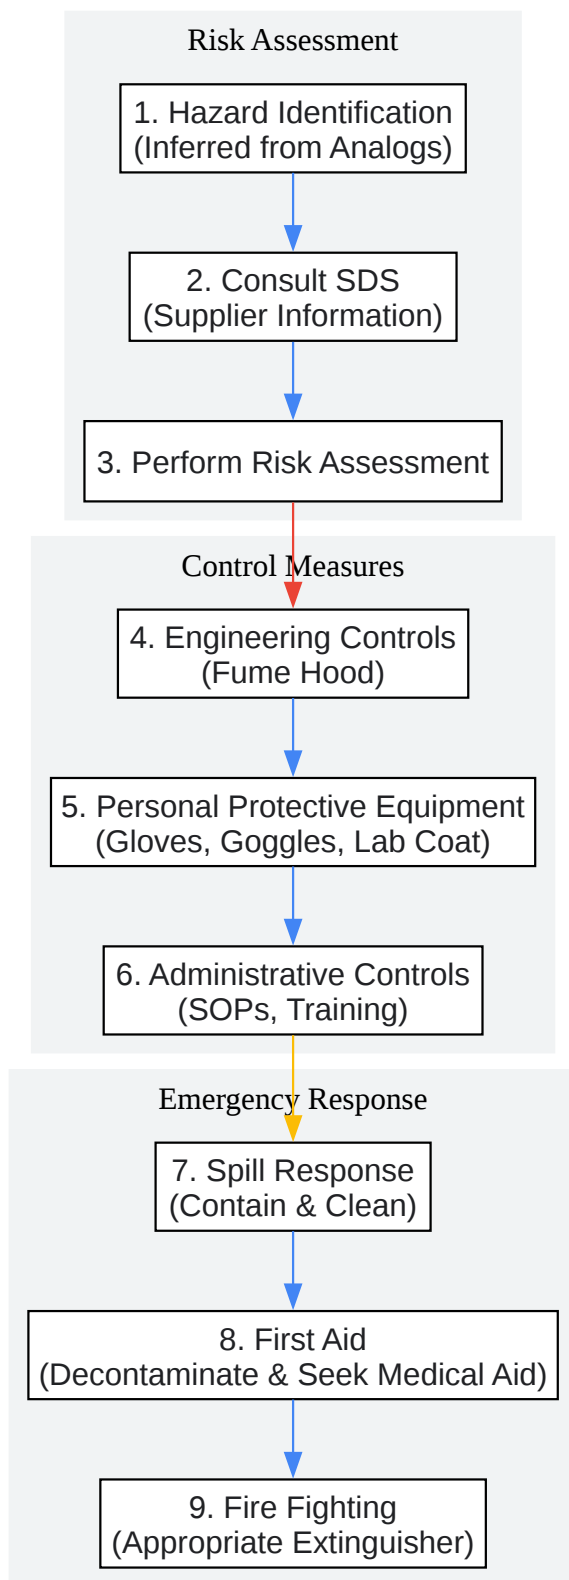 Risk Assessment
1. Hazard Identification
(Inferred from Analogs)
2. Consult SDS
(Supplier Information)
3. Perform Risk Assessment
Control Measures
4. Engineering Controls
(Fume Hood)
5. Personal Protective Equipment
(Gloves, Goggles, Lab Coat)
6. Administrative Controls
(SOPs, Training)
Emergency Response
7. Spill Response
(Contain & Clean)
8. First Aid
(Decontaminate & Seek Medical Aid)
9. Fire Fighting
(Appropriate Extinguisher)